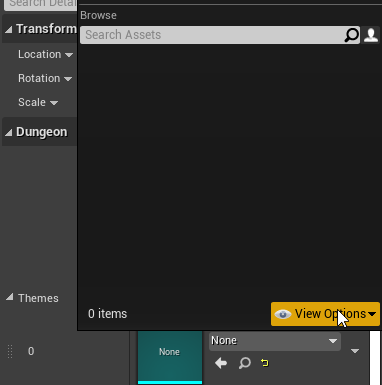 Search Detai
Browse
Transform
Search Assets
Location
Rotation
Scale
Dungeon
0 items
View Options
Themes
0
None
None